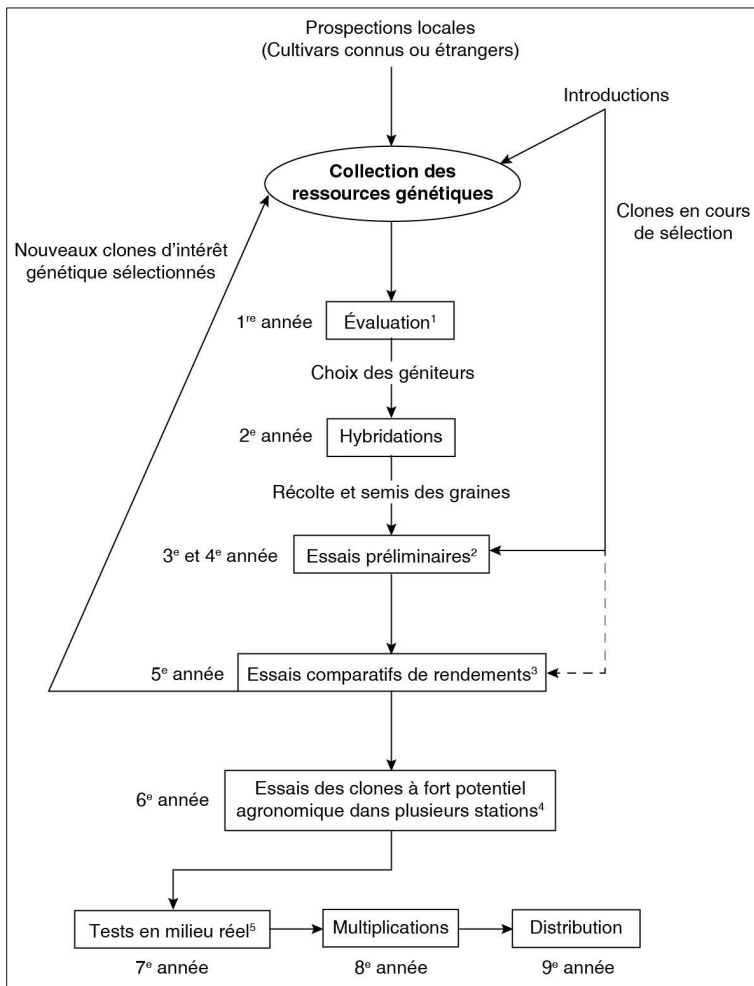 Prospections locales
(Cultivars connus ou étrangers)
Introductions
Collection des
ressources génétiques
Clones en cours
de sélection
Nouveaux clones d'intérêt
génétique sélectionnés
1re année
Évaluation1
Choix des géniteurs
2e année
Hybridations
Récolte et semis des graines
3e et 4e année
Essais préliminaires2
5e année
Essais comparatifs de rendements3
6e année
Essais des clones à fort potentiel
agronomique dans plusieurs stations4
Tests en milieu réel5
Multiplications
Distribution
7e année
8e année
9e année